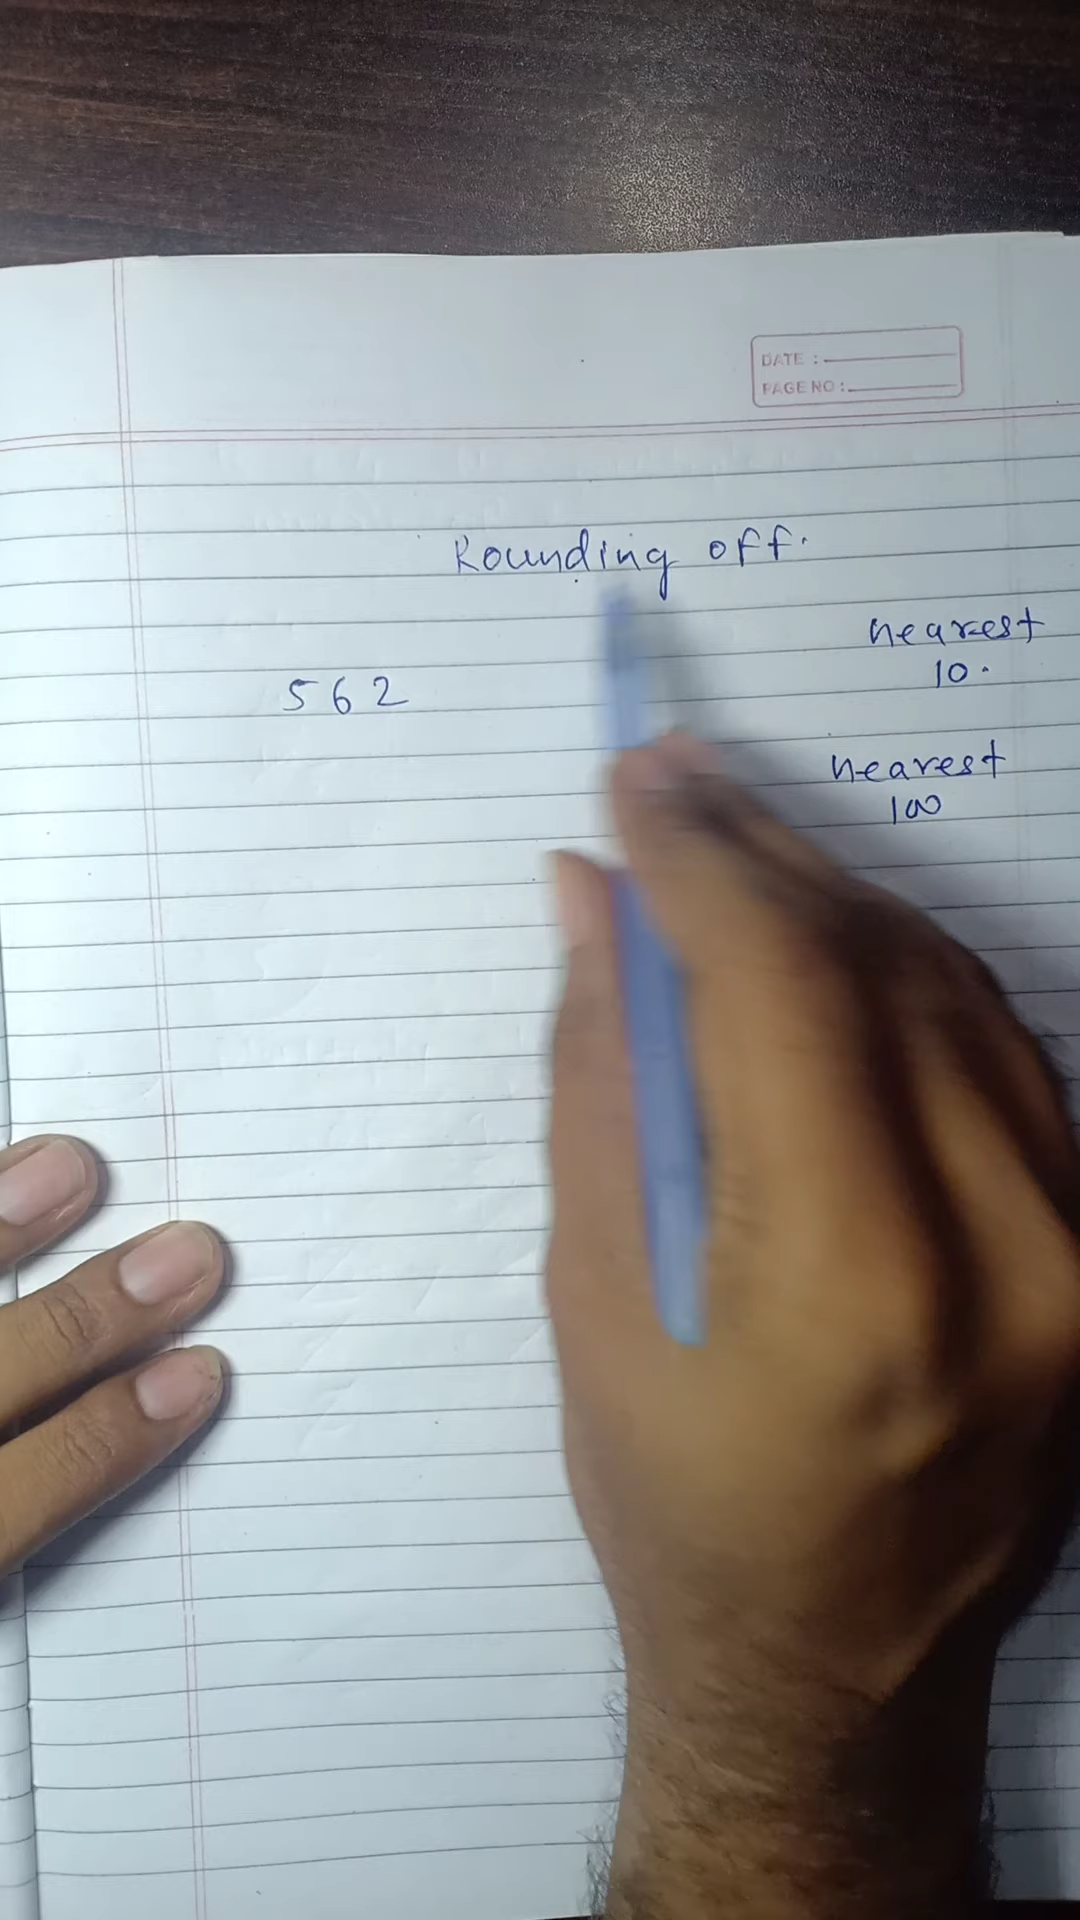 DATE :
PAGE NO :
Rounding off.
nearest
10.
562
nearest
100